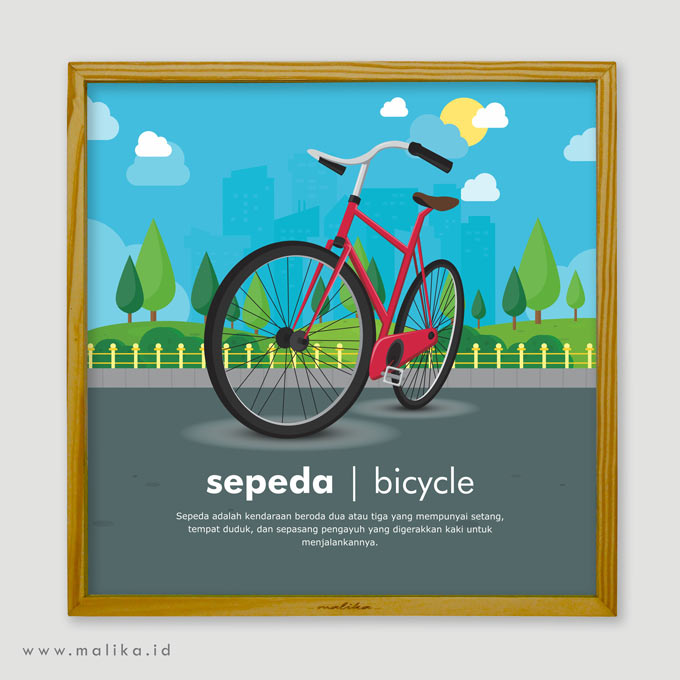 sepeda | bicycle
Sepeda adalah kendaraan beroda dua atau tiga yang mempunyai setang,
tempat duduk, dan sepasang pengayuh yang digerakkan kaki untuk
menjalankannya.
malika
www.malika.id